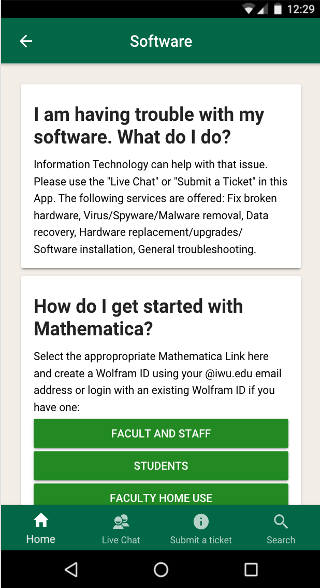 12:29
Software
I am having trouble with my
software. What do I do?
Information Technology can help with that issue.
Please use the "Live Chat" or "Submit a Ticket" in this
App. The following services are offered: Fix broken
hardware, Virus/Spyware/Malware removal, Data
recovery, Hardware replacement/upgrades/
Software installation, General troubleshooting.
How do I get started with
Mathematica?
Select the appropropriate Mathematica Link here
and create a Wolfram ID using your @iwu.edu email
address or login with an existing Wolfram ID if you
have one:
FACULT AND STAFF
STUDENTS
FACULTY HOME USE
Home
Live Chat
Submit a ticket
Search